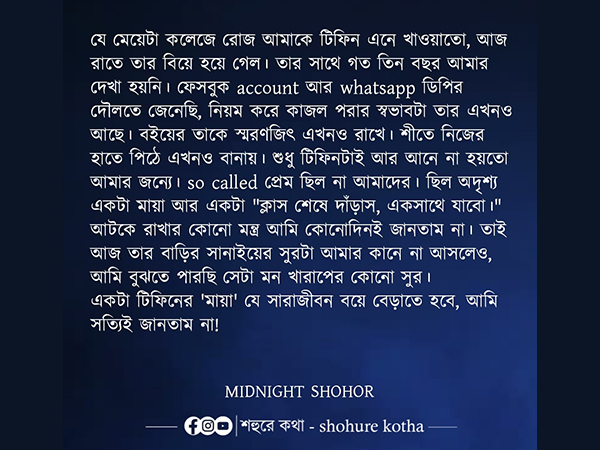 যে মেয়েটা কলেজে রোজ আমাকে টিফিন এনে খাওয়াতো, আজ
রাতে তার বিয়ে হয়ে গেল। তার সাথে গত তিন বছর আমার
দেখা হয়নি। ফেসবুক account আর whatsapp ডিপির
দৌলতে জেনেছি, নিয়ম করে কাজল পরার স্বভাবটা তার এখনও
আছে। বইয়ের তাকে স্মরণজিৎ এখনও রাখে। শীতে নিজের
হাতে পিঠে এখনও বানায়। শুধু টিফিনটাই আর আনে না হয়তো
আমার জন্যে। so called প্রেম ছিল না আমাদের। ছিল অদৃশ্য
একটা মায়া আর একটা "ক্লাস শেষে দাঁড়াস, একসাথে যাবো।"
আটকে রাখার কোনো মন্ত্র আমি কোনোদিনই জানতাম না। তাই
আজ তার বাড়ির সানাইয়ের সুরটা আমার কানে না আসলেও,
আমি বুঝতে পারছি সেটা মন খারাপের কোনো সুর।
একটা টিফিনের 'মায়া' যে সারাজীবন বয়ে বেড়াতে হবে, আমি
সত্যিই জানতাম না!
MIDNIGHT SHOHOR
শহুরে কথা - shohure kotha